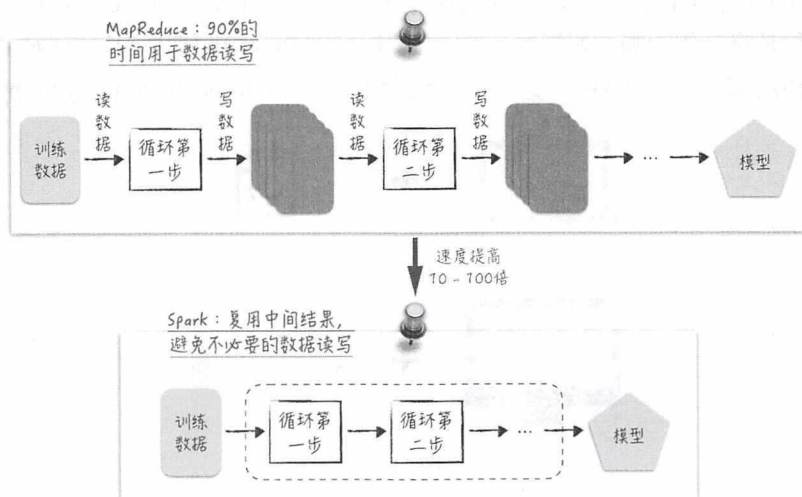 MapReduce：90%的
时间用于数据读写
训练
数据
读
数
据
循环第
一步
写
数
据
读
数
据
循环第
二步
写
数
据
...
模型
速度提高
10－100倍
Spark：复用中间结果，
避免不必要的数据读写
训练
数据
循环第
一步
循环第
二步
...
模型